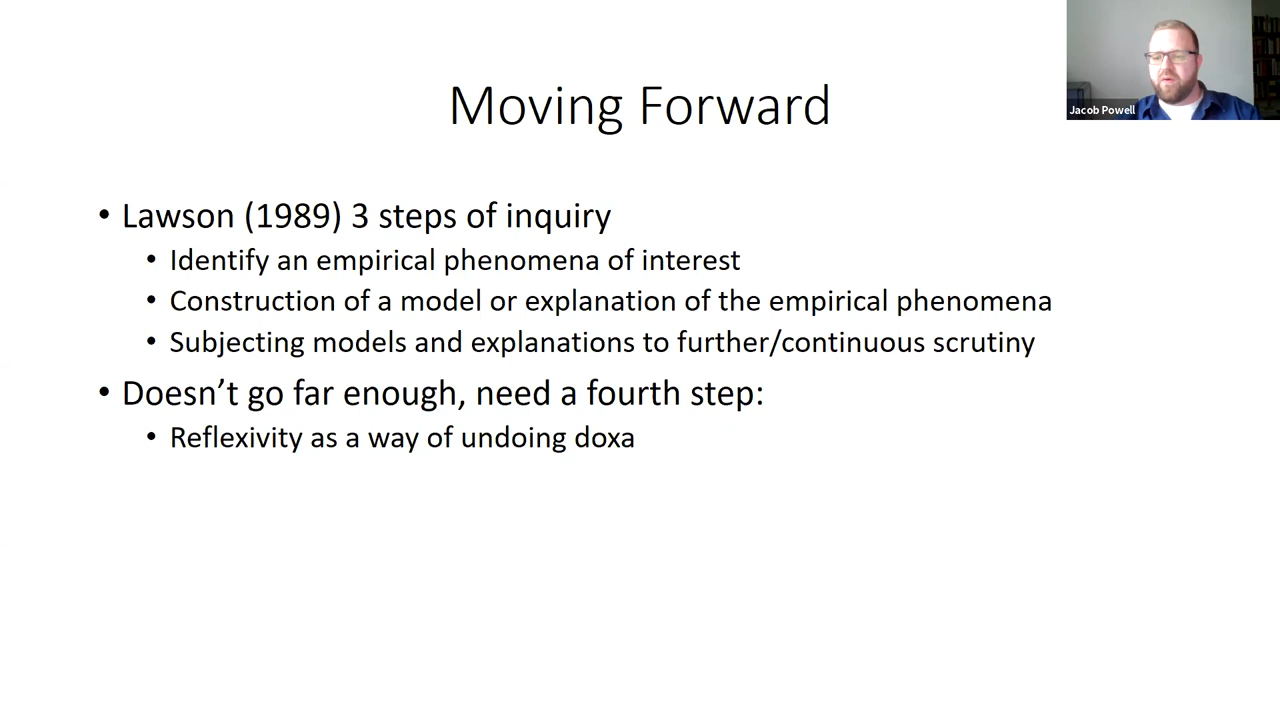 Moving Forward
Jacob Powell
• Lawson (1989) 3 steps of inquiry
• Identify an empirical phenomena of interest
• Construction of a model or explanation of the empirical phenomena
• Subjecting models and explanations to further/continuous scrutiny
• Doesn’t go far enough, need a fourth step:
• Reflexivity as a way of undoing doxa